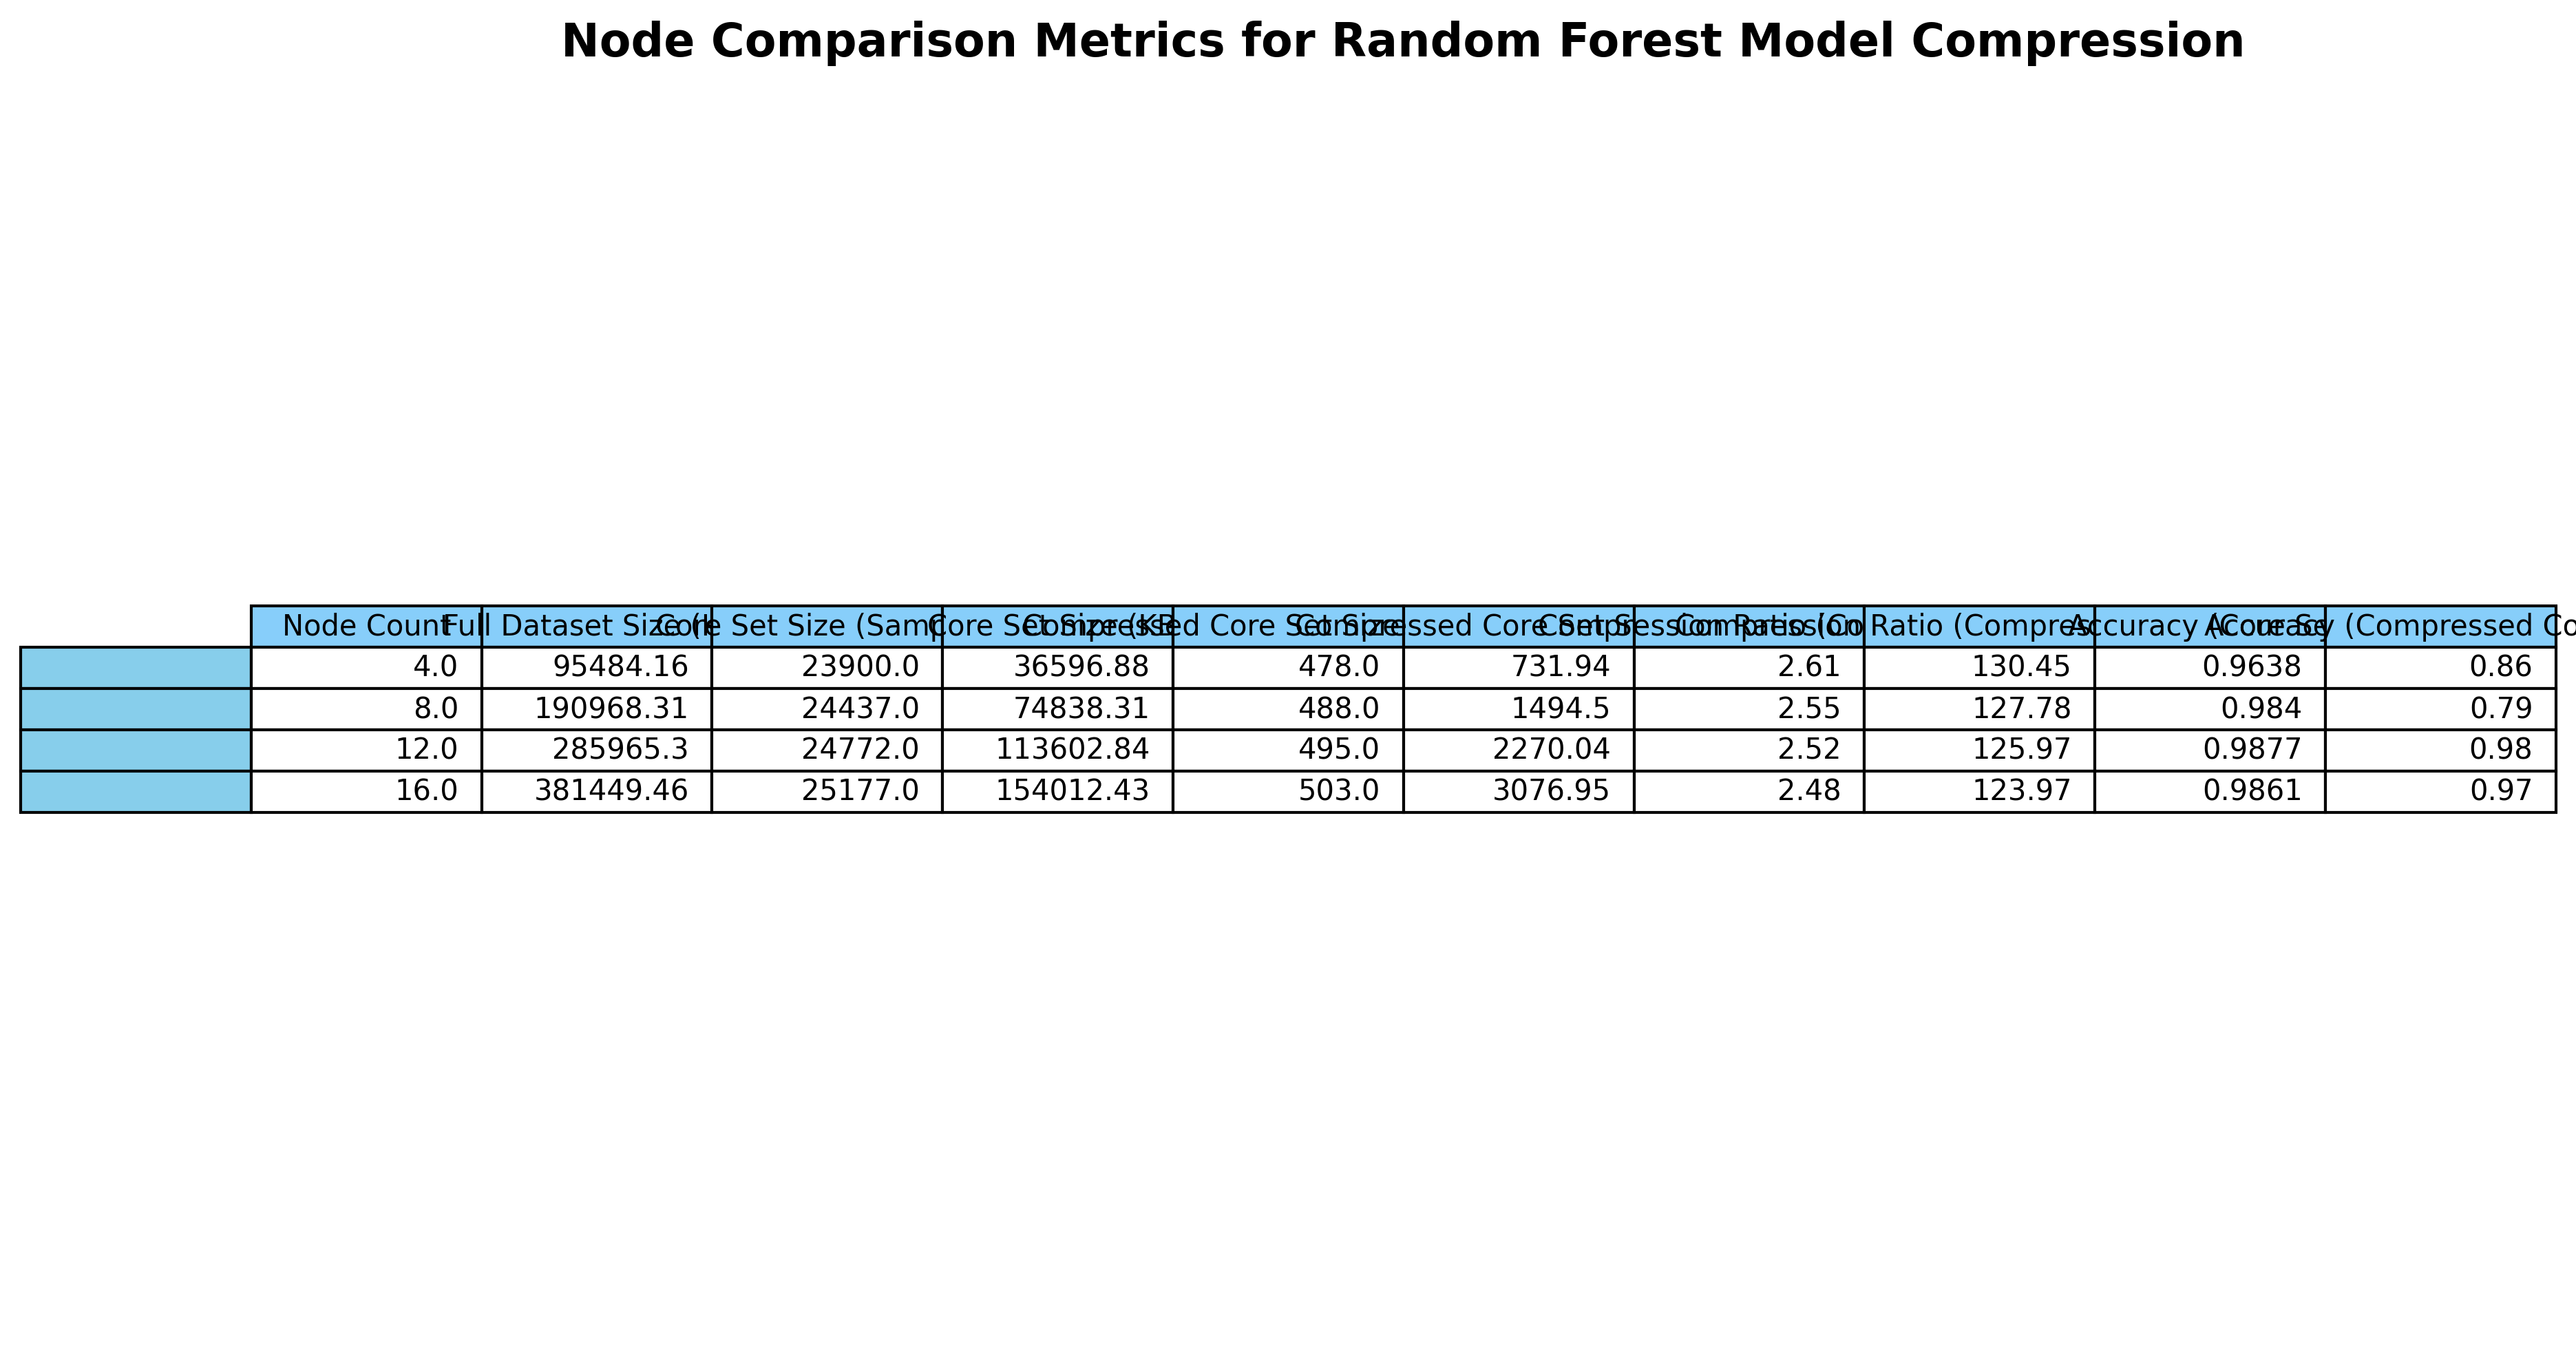 Node Comparison Metrics for Random Forest Model Compression
Node Count Full Dataset Size Core Set Size (Sam Core Set Size (KB Compressed Core Set Size Compressed Core Set Compression Ratio (Co Compression Ratio (Compres Accuracy (Core Se Accuracy (Compressed Co
4.0 95484.16 23900.0 36596.88 478.0 731.94 2.61 130.45 0.9638 0.86
8.0 190968.31 24437.0 74838.31 488.0 1494.5 2.55 127.78 0.984 0.79
12.0 285965.3 24772.0 113602.84 495.0 2270.04 2.52 125.97 0.9877 0.98
16.0 381449.46 25177.0 154012.43 503.0 3076.95 2.48 123.97 0.9861 0.97